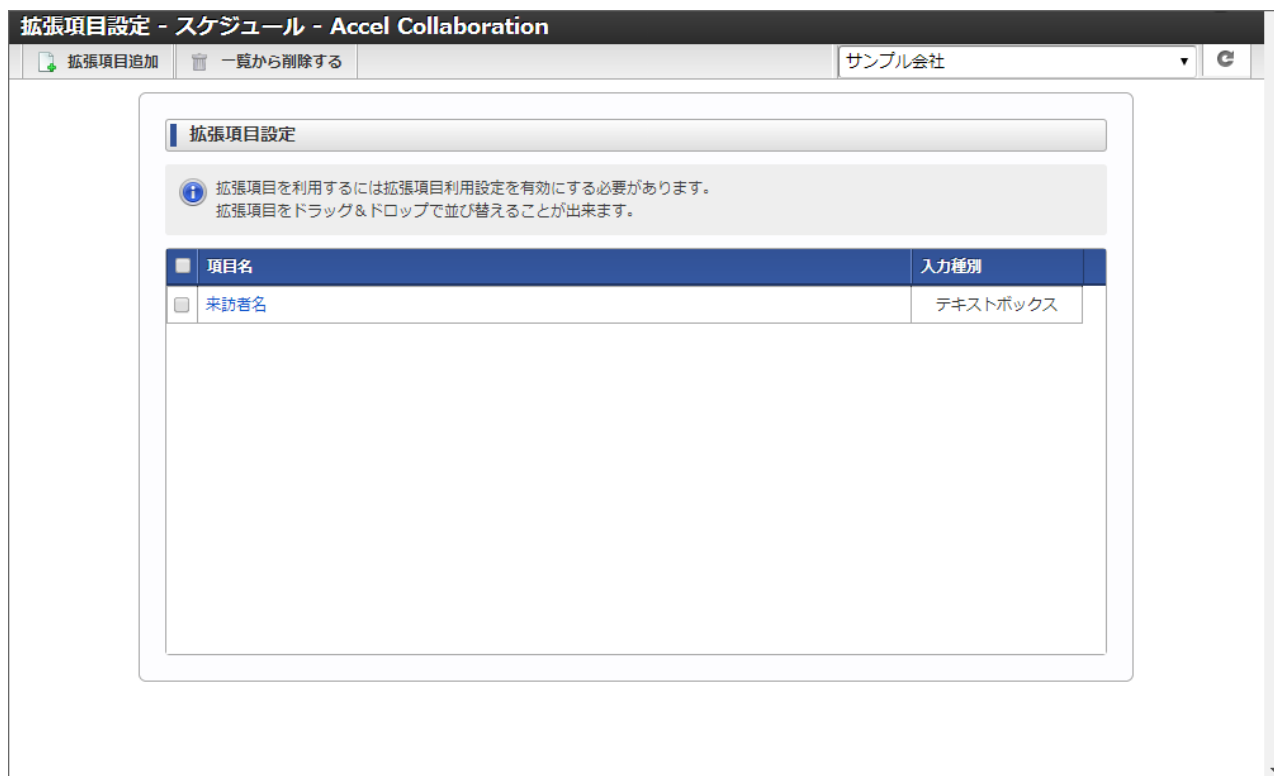 拡張項目設定 - スケジュール - Accel Collaboration
拡張項目追加 一覧から削除する サンプル会社
拡張項目設定
拡張項目を利用するには拡張項目利用設定を有効にする必要があります。
拡張項目をドラッグ&ドロップで並び替えることが出来ます。
項目名 入力種別
来訪者名 テキストボックス